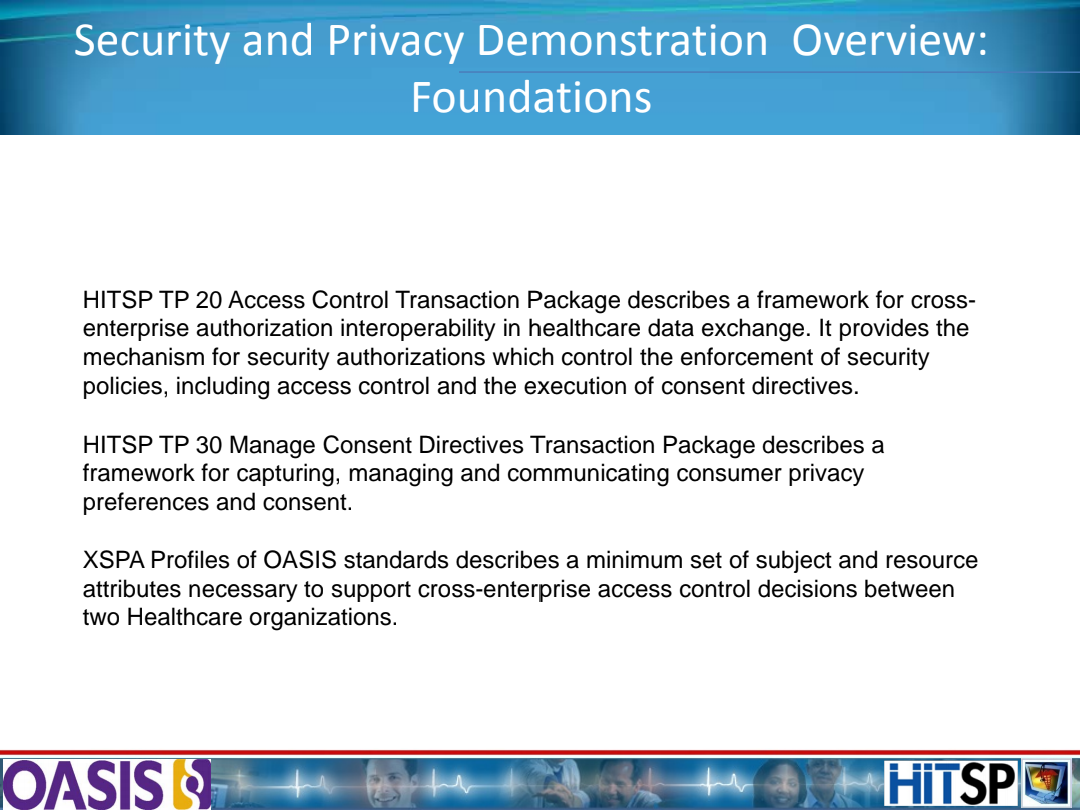 Security and Privacy Demonstration Overview:
Foundations
HITSP TP 20 Access Control Transaction Package describes a framework for cross-
enterprise authorization interoperability in healthcare data exchange. It provides the
mechanism for security authorizations which control the enforcement of security
policies, including access control and the execution of consent directives.
HITSP TP 30 Manage Consent Directives Transaction Package describes a
framework for capturing, managing and communicating consumer privacy
preferences and consent.
XSPA Profiles of OASIS standards describes a minimum set of subject and resource
attributes necessary to support cross-enterprise access control decisions between
two Healthcare organizations.
OASIS
HiTSP